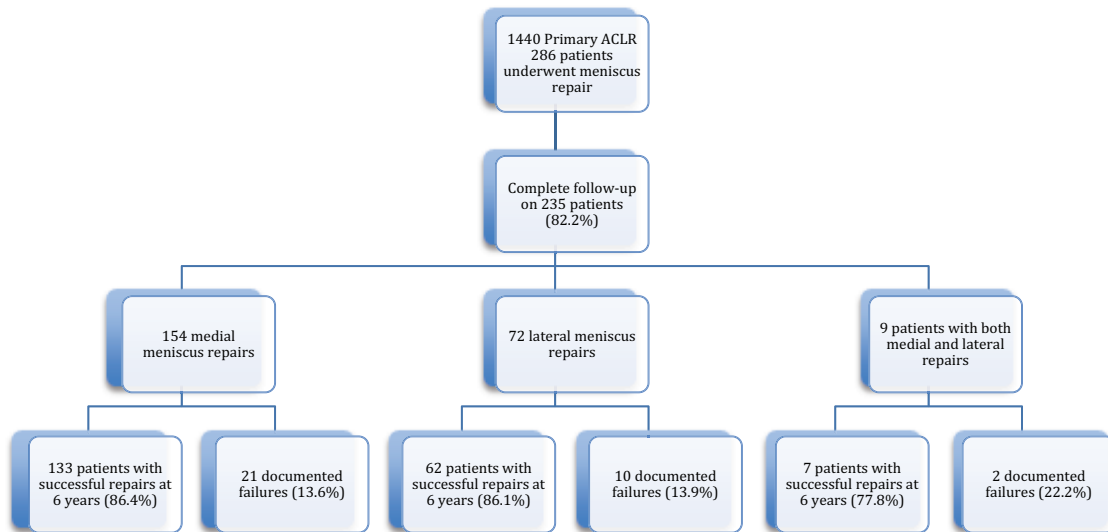 1440 Primary ACLR
286 patients
underwent meniscus
repair
Complete follow-up
on 235 patients
(82.2%)
154 medial
meniscus repairs
72 lateral meniscus
repairs
9 patients with both
medial and lateral
repairs
133 patients with
successful repairs at
6 years (86.4%)
21 documented
failures (13.6%)
62 patients with
successful repairs at
6 years (86.1%)
10 documented
failures (13.9%)
7 patients with
successful repairs at
6 years (77.8%)
2 documented
failures (22.2%)